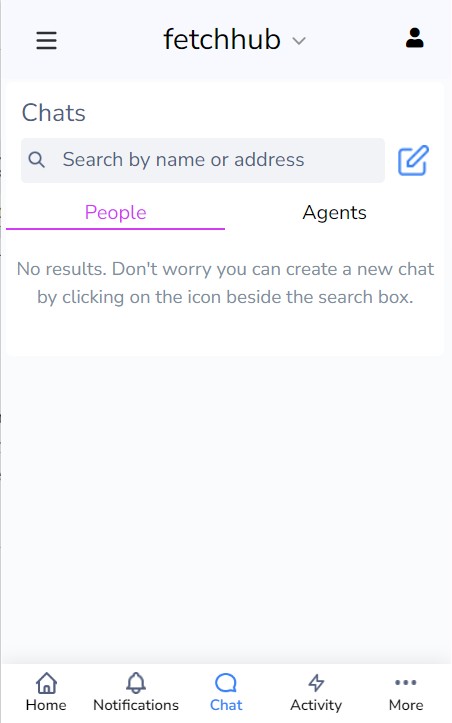 fetchhub
Chats
Search by name or address
People
Agents
No results. Don't worry you can create a new chat
by clicking on the icon beside the search box.
Home
Notifications
Chat
Activity
More